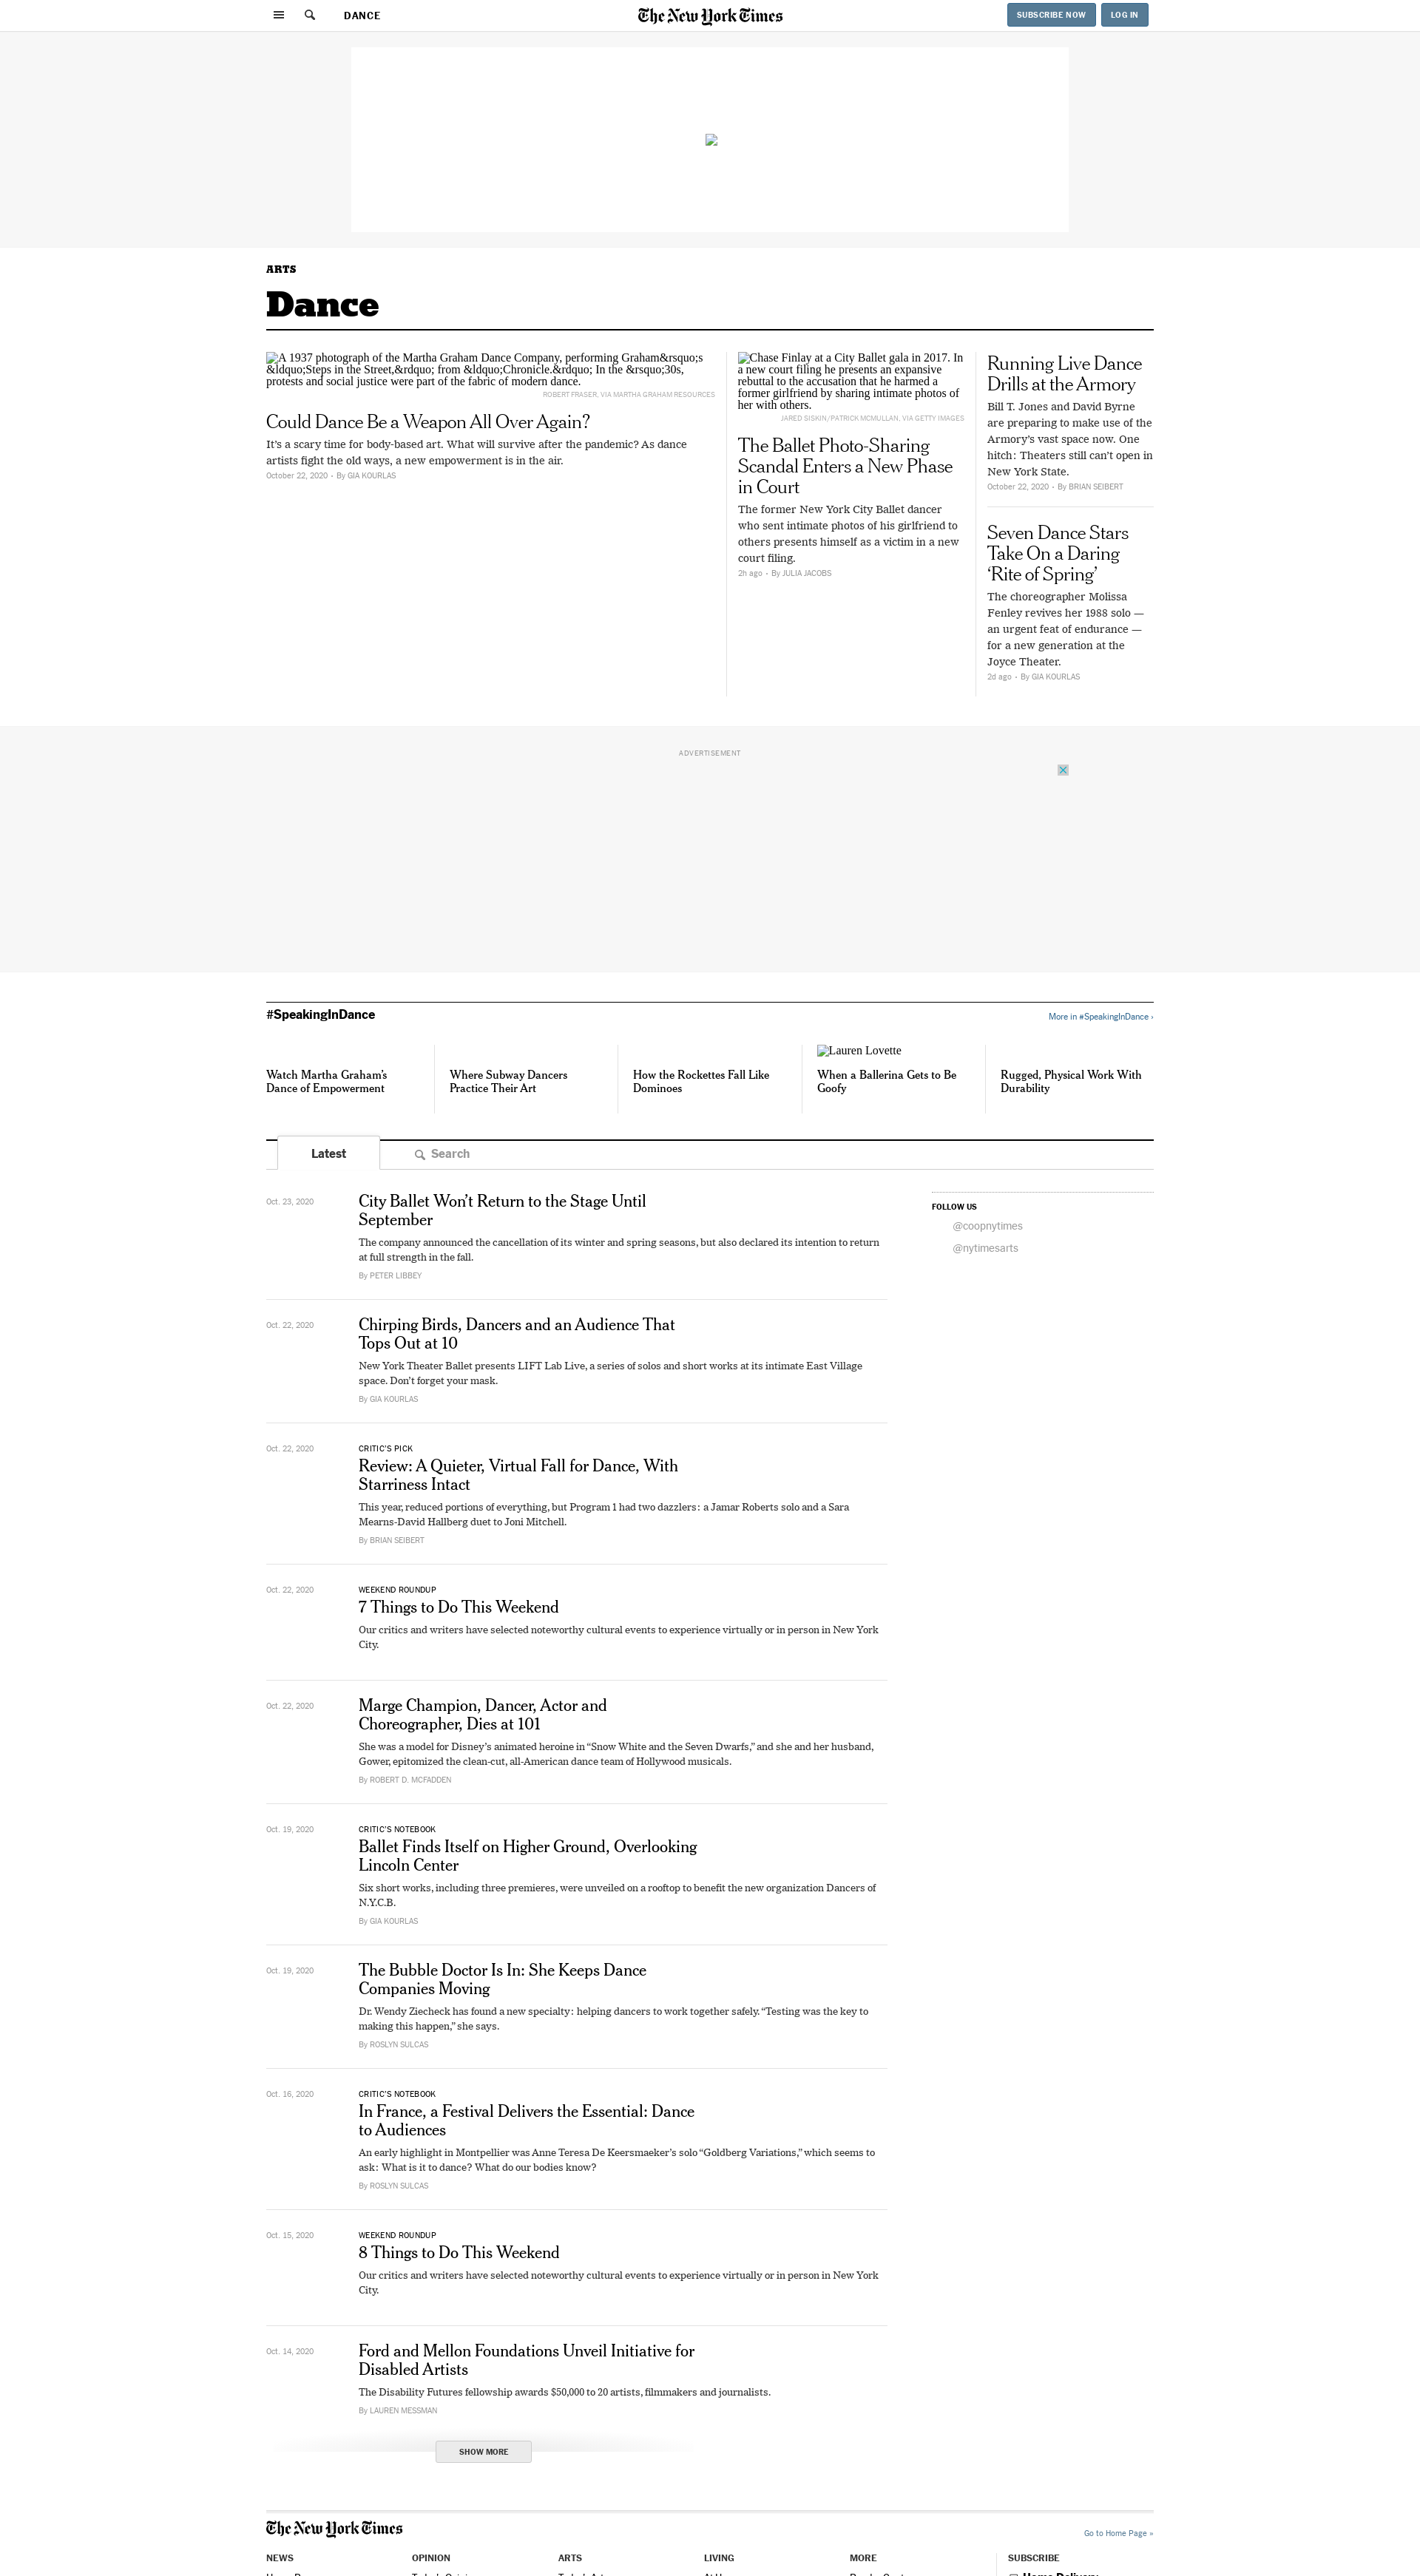 DANCE
The New York Times
SUBSCRIBE NOW
LOG IN
ARTS
Dance
A 1937 photograph of the Martha Graham Dance Company, performing Graham&rsquo;s
&ldquo;Steps in the Street,&rdquo; from &ldquo;Chronicle.&rdquo; In the &rsquo;30s,
protests and social justice were part of the fabric of modern dance.
ROBERT FRASER, VIA MARTHA GRAHAM RESOURCES
Could Dance Be a Weapon All Over Again?
It’s a scary time for body-based art. What will survive after the pandemic? As dance
artists fight the old ways, a new empowerment is in the air.
October 22, 2020 • By GIA KOURLAS
Chase Finlay at a City Ballet gala in 2017. In
a new court filing he presents an expansive
rebuttal to the accusation that he harmed a
former girlfriend by sharing intimate photos of
her with others.
JARED SISKIN/PATRICK MCMULLAN, VIA GETTY IMAGES
The Ballet Photo-Sharing
Scandal Enters a New Phase
in Court
The former New York City Ballet dancer
who sent intimate photos of his girlfriend to
others presents himself as a victim in a new
court filing.
2h ago • By JULIA JACOBS
Running Live Dance
Drills at the Armory
Bill T. Jones and David Byrne
are preparing to make use of the
Armory’s vast space now. One
hitch: Theaters still can’t open in
New York State.
October 22, 2020 • By BRIAN SEIBERT
Seven Dance Stars
Take On a Daring
‘Rite of Spring’
The choreographer Molissa
Fenley revives her 1988 solo —
an urgent feat of endurance —
for a new generation at the
Joyce Theater.
2d ago • By GIA KOURLAS
ADVERTISEMENT
#SpeakingInDance
More in #SpeakingInDance ›
Watch Martha Graham’s
Dance of Empowerment
Where Subway Dancers
Practice Their Art
How the Rockettes Fall Like
Dominoes
Lauren Lovette
When a Ballerina Gets to Be
Goofy
Rugged, Physical Work With
Durability
Latest
Search
Oct. 23, 2020
City Ballet Won’t Return to the Stage Until
September
The company announced the cancellation of its winter and spring seasons, but also declared its intention to return
at full strength in the fall.
By PETER LIBBEY
FOLLOW US
@coopnytimes
@nytimesarts
Oct. 22, 2020
Chirping Birds, Dancers and an Audience That
Tops Out at 10
New York Theater Ballet presents LIFT Lab Live, a series of solos and short works at its intimate East Village
space. Don’t forget your mask.
By GIA KOURLAS
Oct. 22, 2020
CRITIC’S PICK
Review: A Quieter, Virtual Fall for Dance, With
Starriness Intact
This year, reduced portions of everything, but Program 1 had two dazzlers: a Jamar Roberts solo and a Sara
Mearns-David Hallberg duet to Joni Mitchell.
By BRIAN SEIBERT
Oct. 22, 2020
WEEKEND ROUNDUP
7 Things to Do This Weekend
Our critics and writers have selected noteworthy cultural events to experience virtually or in person in New York
City.
Oct. 22, 2020
Marge Champion, Dancer, Actor and
Choreographer, Dies at 101
She was a model for Disney’s animated heroine in “Snow White and the Seven Dwarfs,” and she and her husband,
Gower, epitomized the clean-cut, all-American dance team of Hollywood musicals.
By ROBERT D. MCFADDEN
Oct. 19, 2020
CRITIC’S NOTEBOOK
Ballet Finds Itself on Higher Ground, Overlooking
Lincoln Center
Six short works, including three premieres, were unveiled on a rooftop to benefit the new organization Dancers of
N.Y.C.B.
By GIA KOURLAS
Oct. 19, 2020
The Bubble Doctor Is In: She Keeps Dance
Companies Moving
Dr. Wendy Ziecheck has found a new specialty: helping dancers to work together safely. “Testing was the key to
making this happen,” she says.
By ROSLYN SULCAS
Oct. 16, 2020
CRITIC’S NOTEBOOK
In France, a Festival Delivers the Essential: Dance
to Audiences
An early highlight in Montpellier was Anne Teresa De Keersmaeker’s solo “Goldberg Variations,” which seems to
ask: What is it to dance? What do our bodies know?
By ROSLYN SULCAS
Oct. 15, 2020
WEEKEND ROUNDUP
8 Things to Do This Weekend
Our critics and writers have selected noteworthy cultural events to experience virtually or in person in New York
City.
Oct. 14, 2020
Ford and Mellon Foundations Unveil Initiative for
Disabled Artists
The Disability Futures fellowship awards $50,000 to 20 artists, filmmakers and journalists.
By LAUREN MESSMAN
SHOW MORE
The New York Times
Go to Home Page »
NEWS
OPINION
ARTS
LIVING
MORE
SUBSCRIBE